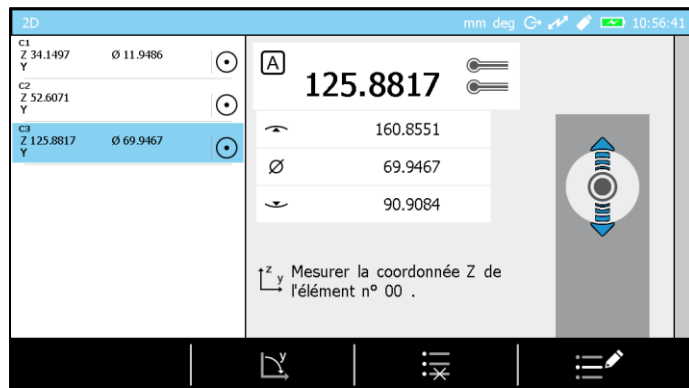 2D mm deg 10:56:41
C1
Z 34.1497 Ø 11.9486
Y
C2
Z 52.6071
Y
C3
Z 125.8817 Ø 69.9467
Y
A
125.8817
160.8551
Ø 69.9467
90.9084
z y Mesurer la coordonnée Z de
l'élément n° 00 .
y